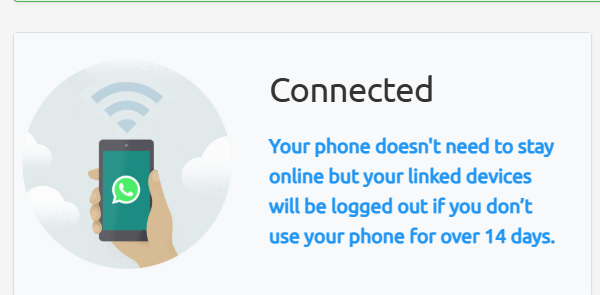 Connected
Your phone doesn't need to stay
online but your linked devices
will be logged out if you don’t
use your phone for over 14 days.